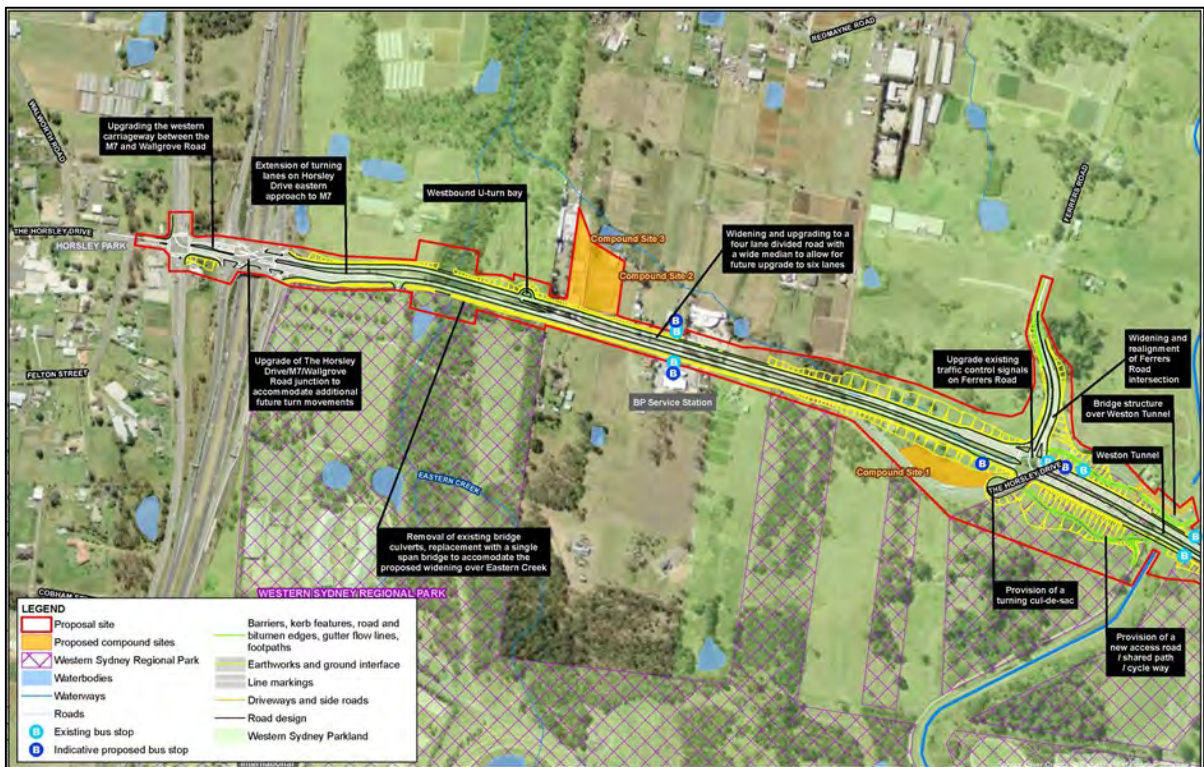 REDMAYNE ROAD
WALWORTH ROAD
Upgrading the western
carriageway between the
M7 and Wallgrove Road
Extension of turning
lanes on Horsley
Drive eastern
approach to M7
Westbound U-turn bay
FERRERS ROAD
THE HORSLEY DRIVE
HORSLEY PARK
Compound Site 3
Compound Site 2
Widening and upgrading to a
four lane divided road with
a wide median to allow for
future upgrade to six lanes
B
B
B
B
BP Service Station
FELTON STREET
Upgrade of The Horsley
Drive/M7/Wallgrove
Road junction to
accommodate additional
future turn movements
Upgrade existing
traffic control signals
on Ferrers Road
Widening and
realignment of
Ferrers
Road
intersection
Bridge structure
over Weston Tunnel
Weston Tunnel
Compound Site 1
B
B
B
B
THE HORSLEY DRIVE
B
B
B
EASTERN CREEK
Removal of existing bridge
culverts, replacement with a single
span bridge to accomodate the
proposed widening over Eastern Creek
Provision of a
turning cul-de-sac
Provision of a
new access road
/ shared path
/ cycle way
WESTERN SYDNEY REGIONAL PARK
LEGEND
Proposal site
Proposed compound sites
Western Sydney Regional Park
Waterbodies
Waterways
Roads
B Existing bus stop
B Indicative proposed bus stop
Barriers, kerb features, road and
bitumen edges, gutter flow lines,
footpaths
Earthworks and ground interface
Line markings
Driveways and side roads
Road design
Western Sydney Parkland